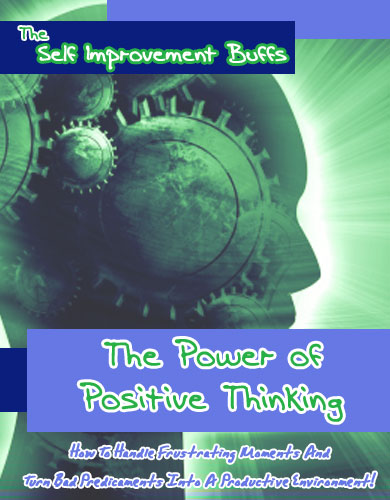 The
Self Improvement Buffs
The Power of
Positive Thinking
How To Handle Frustrating Moments And
Turn Bad Predicaments Into A Productive Environment!